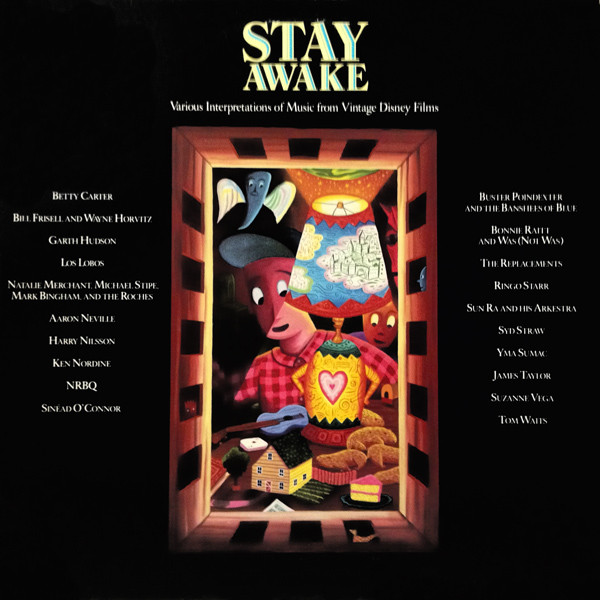 STAY
AWAKE
Various Interpretations of Music from Vintage Disney Films
BETTY CARTER
BILL FRISELL AND WAYNE HORVITZ
GARTH HUDSON
LOS LOBOS
NATALIE MERCHANT, MICHAEL STIPE,
MARK BINGHAM, AND THE ROCHES
AARON NEVILLE
HARRY NILSSON
KEN NORDINE
NRBQ
SINÉAD O'CONNOR
BUSTER POINDEXTER
AND THE BANSHEES OF BLUE
BONNIE RAITT
AND WAS (NOT WAS)
THE REPLACEMENTS
RINGO STARR
SUN RA AND HIS ARKESTRA
SYD STRAW
YMA SUMAC
JAMES TAYLOR
SUZANNE VEGA
TOM WAITS